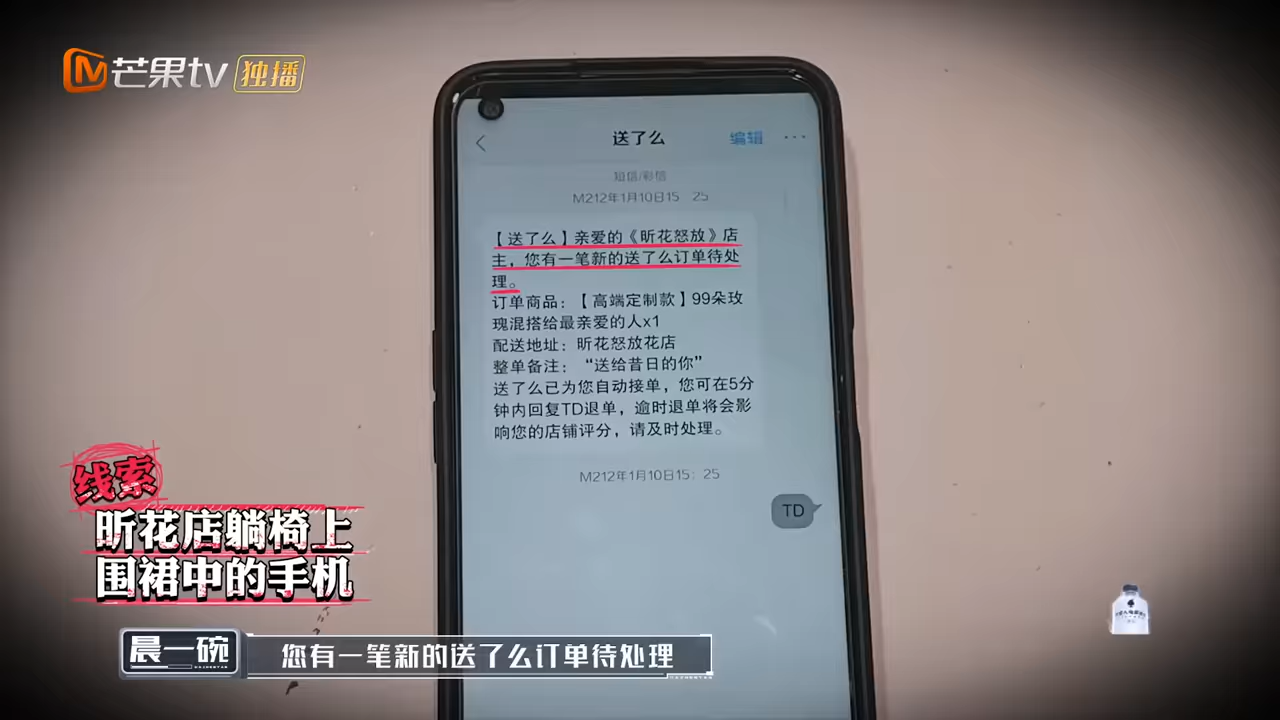 芒果tv 独播
送了么
编辑
短信/彩信
M212年1月10日15 25
【送了么】亲爱的《昕花怒放》店
主，您有一笔新的送了么订单待处
理。
订单商品：【高端定制款】99朵玫
瑰混搭给最亲爱的人x1
配送地址：昕花怒放花店
整单备注：“送给昔日的你”
送了么已为您自动接单，您可在5分
钟内回复TD退单，逾时退单将会影
响您的店铺评分，请及时处理。
M212年1月10日15：25
TD
线索
昕花店躺椅上
围裙中的手机
晨一碗
您有一笔新的送了么订单待处理